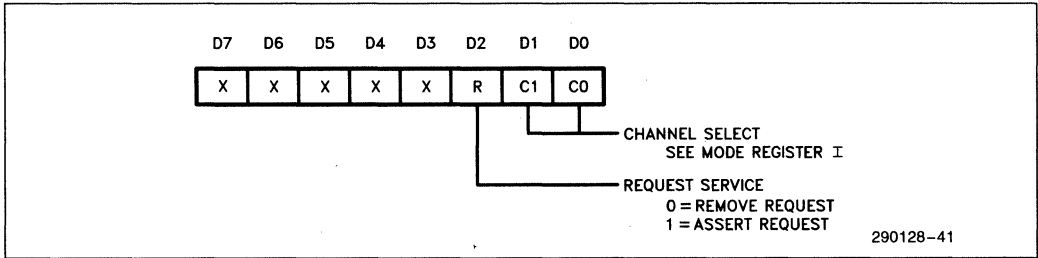 D7 D6 D5 D4 D3 D2 D1 D0
X X X X X R C1 C0
CHANNEL SELECT
SEE MODE REGISTER I
REQUEST SERVICE
0 = REMOVE REQUEST
1 = ASSERT REQUEST
290128-41